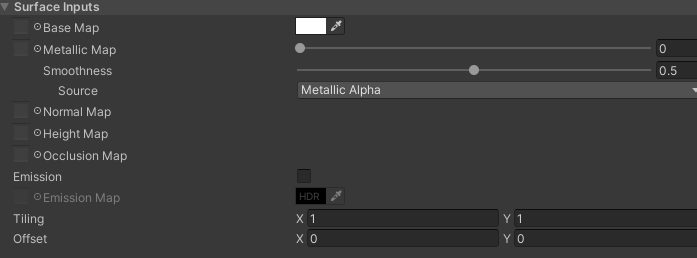 Surface Inputs
Base Map
Metallic Map 0
Smoothness 0.5
Source Metallic Alpha
Normal Map
Height Map
Occlusion Map
Emission
Emission Map HDR
Tiling X 1 Y 1
Offset X 0 Y 0